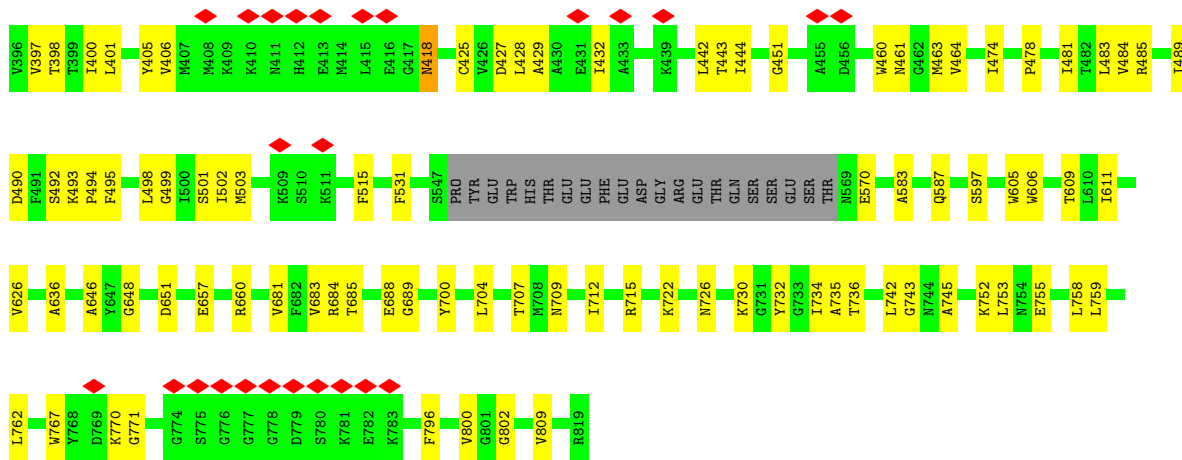 V396 V397 T398 T399 I400 L401 Y405 V406 M407 M408 K409 K410 N411 H412 E413 M414 L415 E416 G417 N418 C425 V426 D427 L428 A429 A430 E431 I432 A433 K439 L442 T443 I444 G451 A455 D456 W460 N461 G462 M463 V464 I474 P478 I481 T482 L483 V484 R485 I489
D490 F491 S492 K493 P494 F495 L498 G499 I500 S501 I502 M503 K509 S510 K511 F515 F531 S547 PRO TYR GLU TRP HIS THR GLU GLU PHE GLU ASP GLY ARG GLU THR GLN SER SER GLU SER THR N569 E570 A583 Q587 S597 W605 W606 T609 L610 I611
V626 A636 A646 Y647 G648 D651 E657 R660 V681 F682 V683 R684 T685 E688 G689 Y700 L704 T707 M708 N709 I712 R715 K722 N726 K730 G731 Y732 G733 I734 A735 T736 L742 G743 N744 A745 K752 L753 N754 E755 L758 L759
L762 W767 Y768 D769 K770 G771 G774 S775 G776 G777 G778 D779 S780 K781 E782 K783 F796 V800 G801 G802 V809 R819